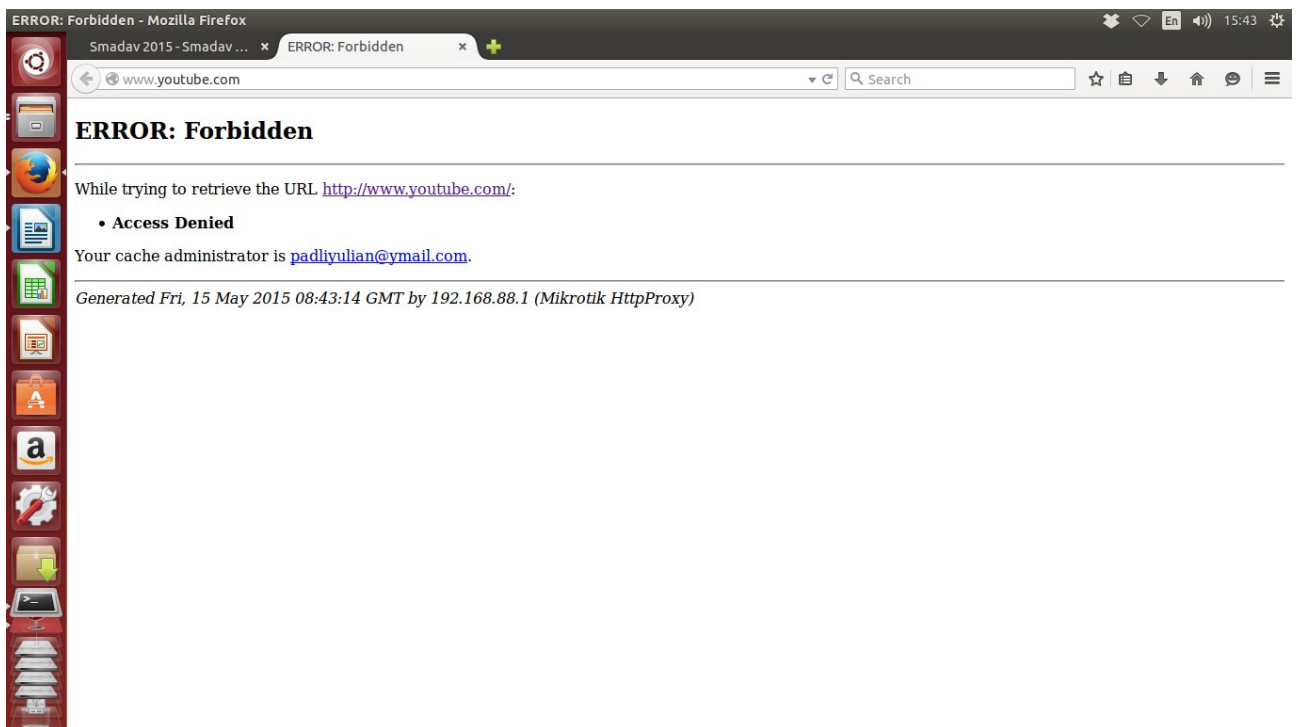 ERROR: Forbidden - Mozilla Firefox
En
15:43
Smadav 2015 - Smadav ...
ERROR: Forbidden
www.youtube.com
Search
ERROR: Forbidden
While trying to retrieve the URL http://www.youtube.com/:
• Access Denied
Your cache administrator is padliyulian@ymail.com.
Generated Fri, 15 May 2015 08:43:14 GMT by 192.168.88.1 (Mikrotik HttpProxy)
a
>_